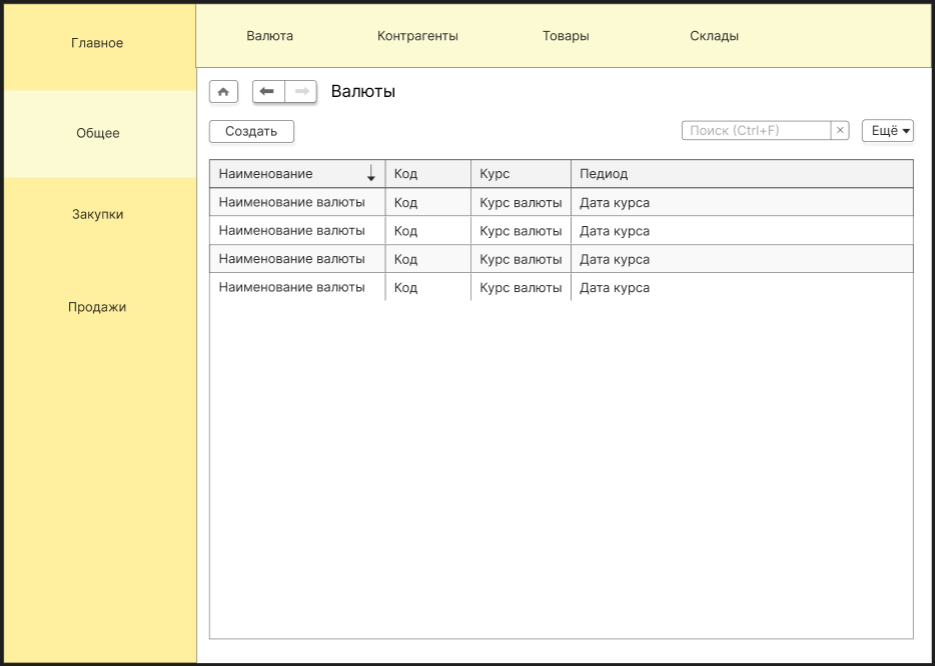 Главное
Валюта Контрагенты Товары Склады
Валюты
Общее
Создать Поиск (Ctrl+F) × Ещё
Наименование Код Курс Педиод
Наименование валюты Код Курс валюты Дата курса
Закупки
Наименование валюты Код Курс валюты Дата курса
Наименование валюты Код Курс валюты Дата курса
Наименование валюты Код Курс валюты Дата курса
Продажи